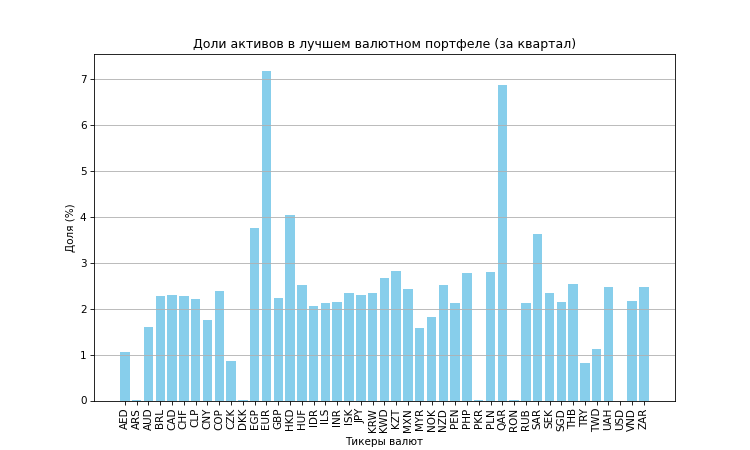 Доли активов в лучшем валютном портфеле (за квартал)
Доля (%)
7
6
5
4
3
2
1
0
AED ARS AUD BRL CAD CHF CLP CNY COP CZK DKK EGP EUR GBP HKD HUF IDR ILS INR ISK JPY KRW KWD KZT MXN MYR NOK NZD PEN PHP PKR PLN QAR RON RUB SAR SEK SGD THB TRY TWD UAH USD VND ZAR
Тикеры валют